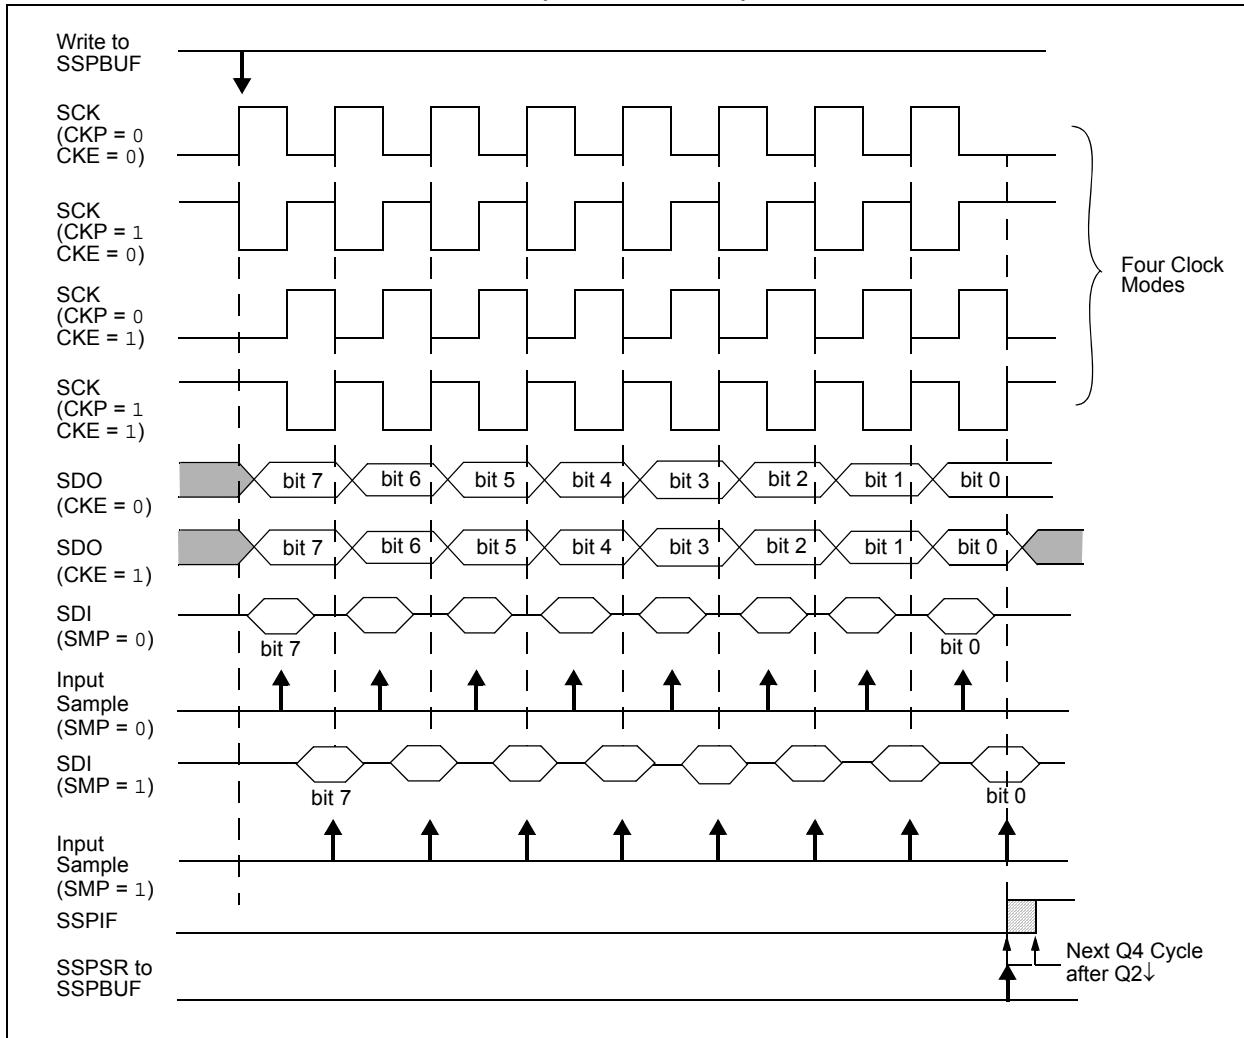 Write to
SSPBUF
SCK
(CKP = 0
CKE = 0)
SCK
(CKP = 1
CKE = 0)
SCK
(CKP = 0
CKE = 1)
SCK
(CKP = 1
CKE = 1)
Four Clock
Modes
SDO
(CKE = 0)
bit 7 bit 6 bit 5 bit 4 bit 3 bit 2 bit 1 bit 0
SDO
(CKE = 1)
bit 7 bit 6 bit 5 bit 4 bit 3 bit 2 bit 1 bit 0
SDI
(SMP = 0)
bit 7 bit 0
Input
Sample
(SMP = 0)
SDI
(SMP = 1)
bit 7 bit 0
Input
Sample
(SMP = 1)
SSPIF
SSPSR to
SSPBUF
Next Q4 Cycle
after Q2↓